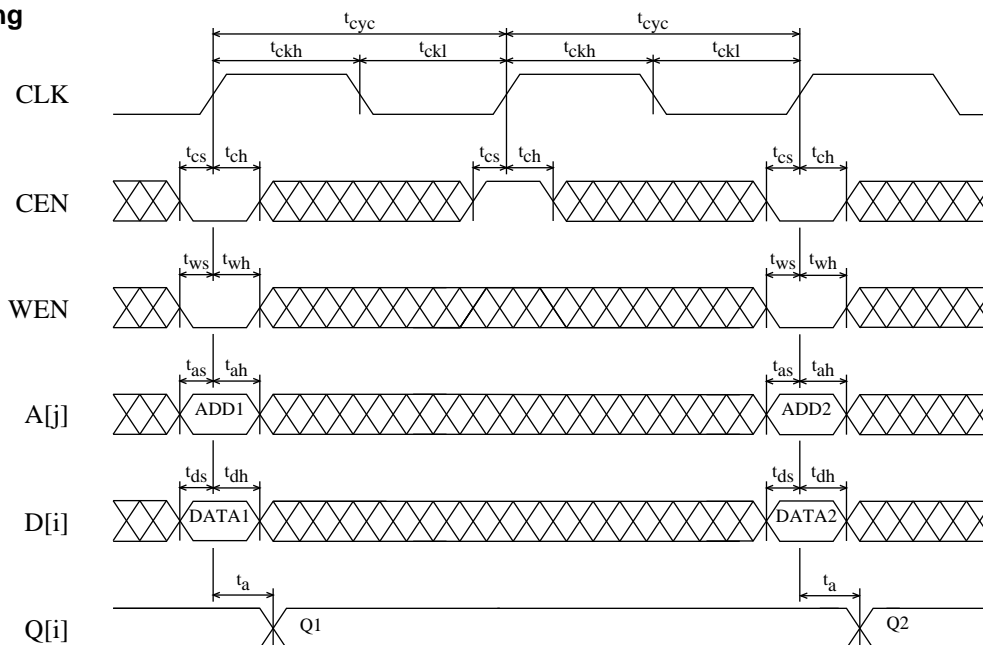 ng
tcyc tcyc
tckh tckl tckh tckl
CLK
tcs tch tcs tch tcs tch
CEN
tws twh tws twh
WEN
tas tah tas tah
A[j] ADD1 ADD2
tds tdh tds tdh
D[i] DATA1 DATA2
ta ta
Q[i] Q1 Q2